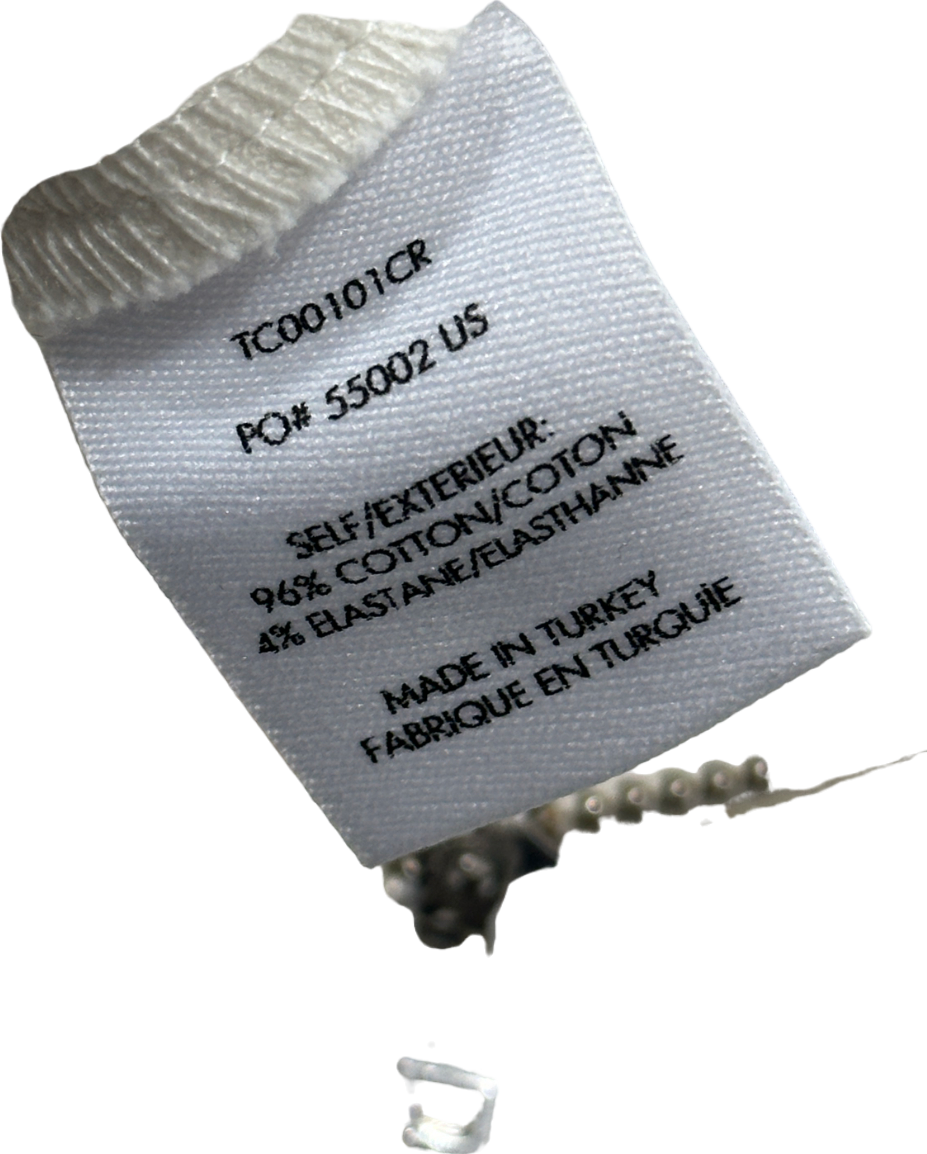 TC00101CR
PO# 55002 US
SELF/EXTERIEUR:
96% COTTON/COTON
4% ELASTANE/ELASTHANNE
MADE IN TURKEY
FABRIQUE EN TURQUIE